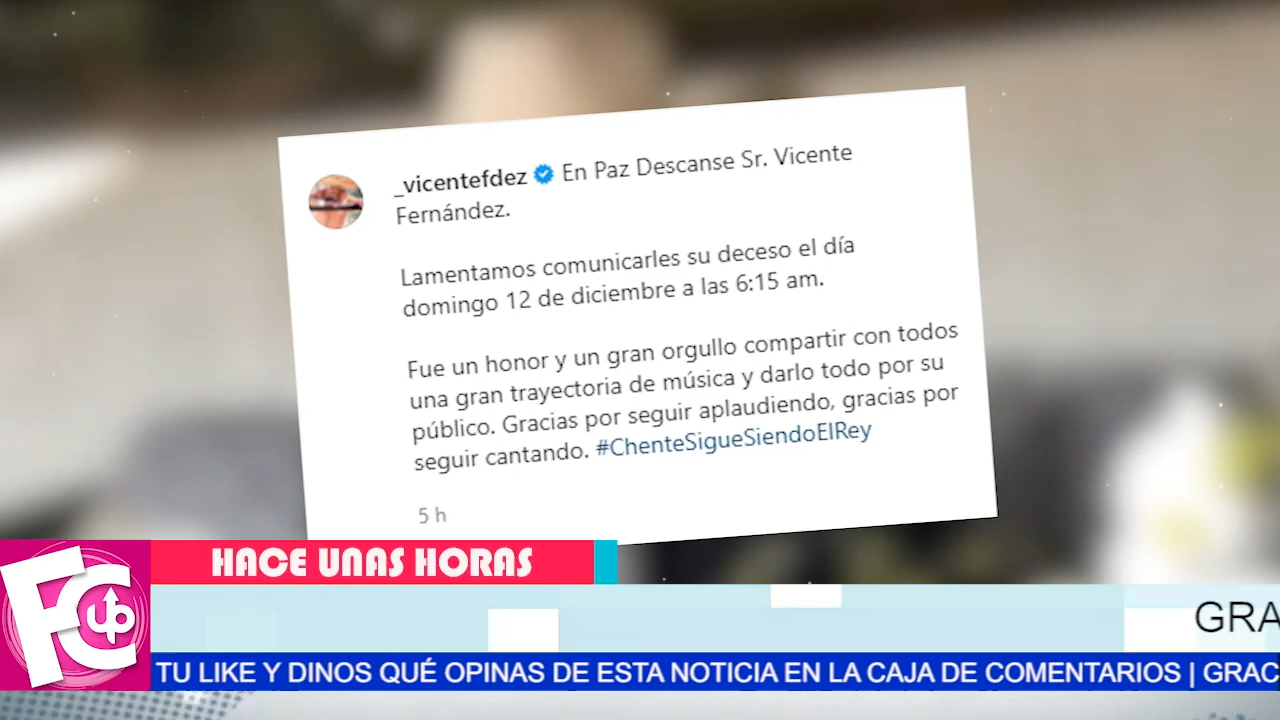 _vicentefdez En Paz Descanse Sr. Vicente
Fernández.
Lamentamos comunicarles su deceso el día
domingo 12 de diciembre a las 6:15 am.
Fue un honor y un gran orgullo compartir con todos
una gran trayectoria de música y darlo todo por su
público. Gracias por seguir aplaudiendo, gracias por
seguir cantando. #ChenteSigueSiendoElRey
5 h
HACE UNAS HORAS
FC up
GRA
TU LIKE Y DINOS QUÉ OPINAS DE ESTA NOTICIA EN LA CAJA DE COMENTARIOS | GRAC